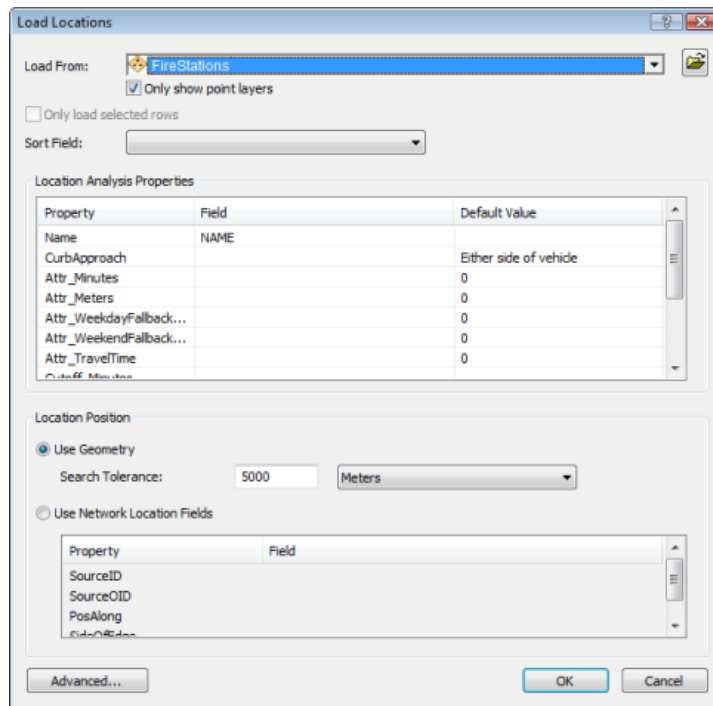 Load Locations
Load From: FireStations
Only show point layers
Only load selected rows
Sort Field:
Location Analysis Properties
Property Field Default Value
Name NAME
CurbApproach Either side of vehicle
Attr_Minutes 0
Attr_Meters 0
Attr_WeekdayFallback... 0
Attr_WeekendFallback... 0
Attr_TravelTime 0
Cutoff_Minutes
Location Position
Use Geometry
Search Tolerance: 5000 Meters
Use Network Location Fields
Property Field
SourceID
SourceOID
PosAlong
SideOfEdge
Advanced... OK Cancel